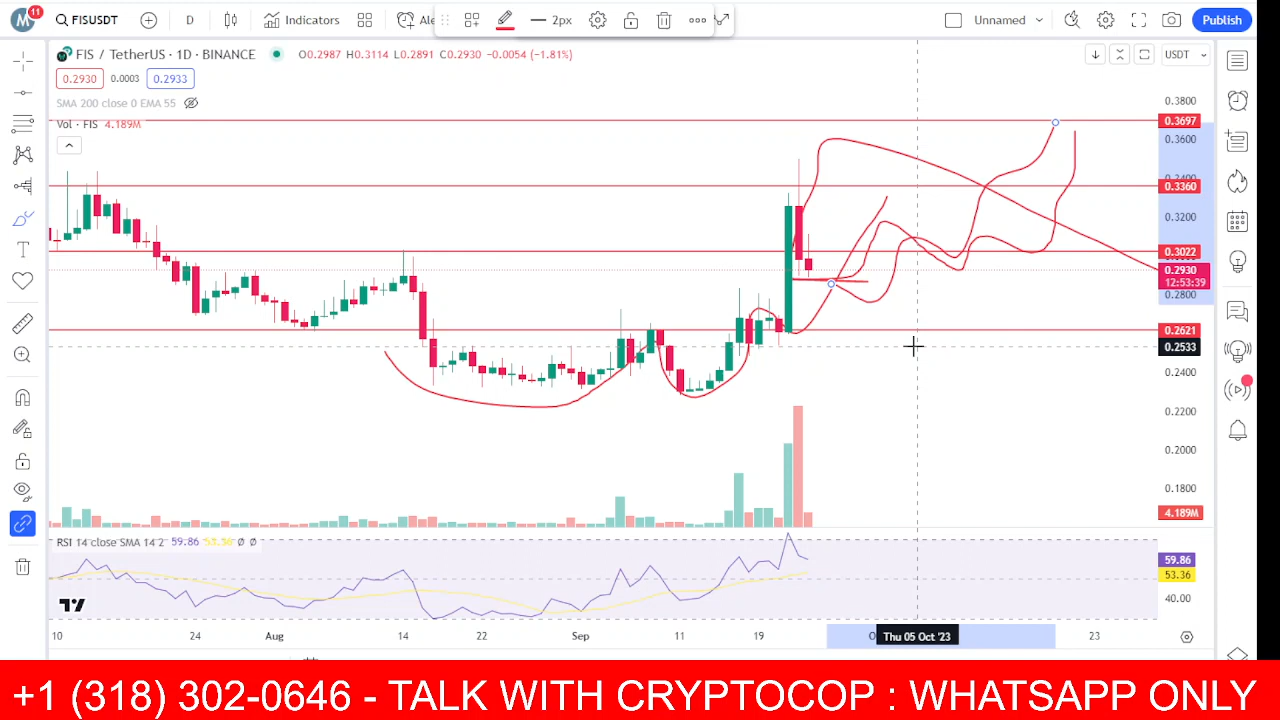 M 11 FISUSDT D Indicators Ale 2px Unnamed Publish
FIS / TetherUS · 1D · BINANCE O0.2987 H0.3114 L0.2891 C0.2930 -0.0054 (-1.81%) USDT
0.2930 0.0003 0.2933
SMA 200 close 0 EMA 55
Vol · FIS 4.189M
0.3800
0.3697
0.3600
0.3360
0.3200
0.3022
0.2930
12:53:39
0.2800
0.2621
0.2533
0.2400
0.2200
0.2000
0.1800
4.189M
RSI 14 close SMA 14 2 59.86 53.36 Ø Ø
59.86
53.36
40.00
10 24 Aug 14 22 Sep 11 19 Thu 05 Oct '23 23
+1 (318) 302-0646 - TALK WITH CRYPTOCOP : WHATSAPP ONLY